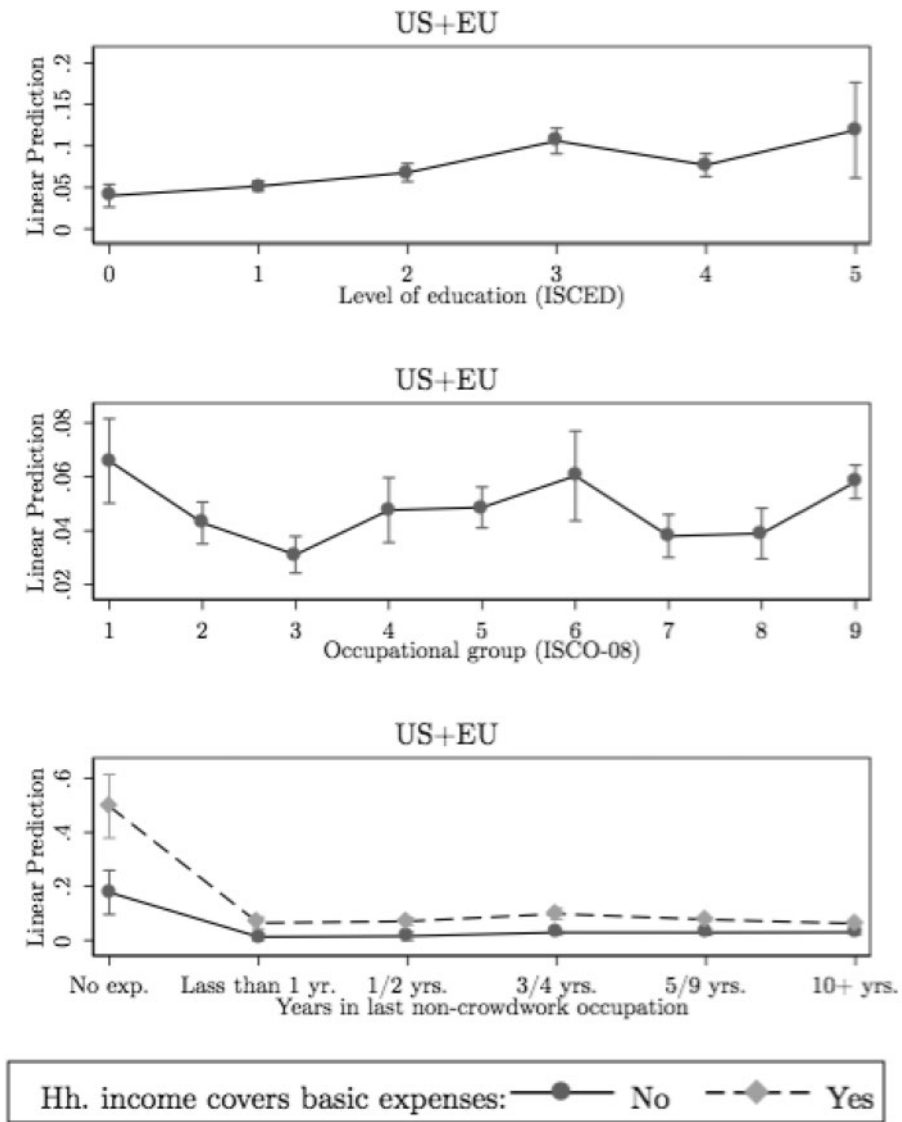 US+EU
Linear Prediction
.2
.15
.1
.05
0
0 1 2 3 4 5
Level of education (ISCED)
US+EU
Linear Prediction
.08
.06
.04
.02
1 2 3 4 5 6 7 8 9
Occupational group (ISCO-08)
US+EU
Linear Prediction
.6
.4
.2
0
No exp. Lass than 1 yr. 1/2 yrs. 3/4 yrs. 5/9 yrs. 10+ yrs.
Years in last non-crowdwork occupation
Hh. income covers basic expenses: No Yes